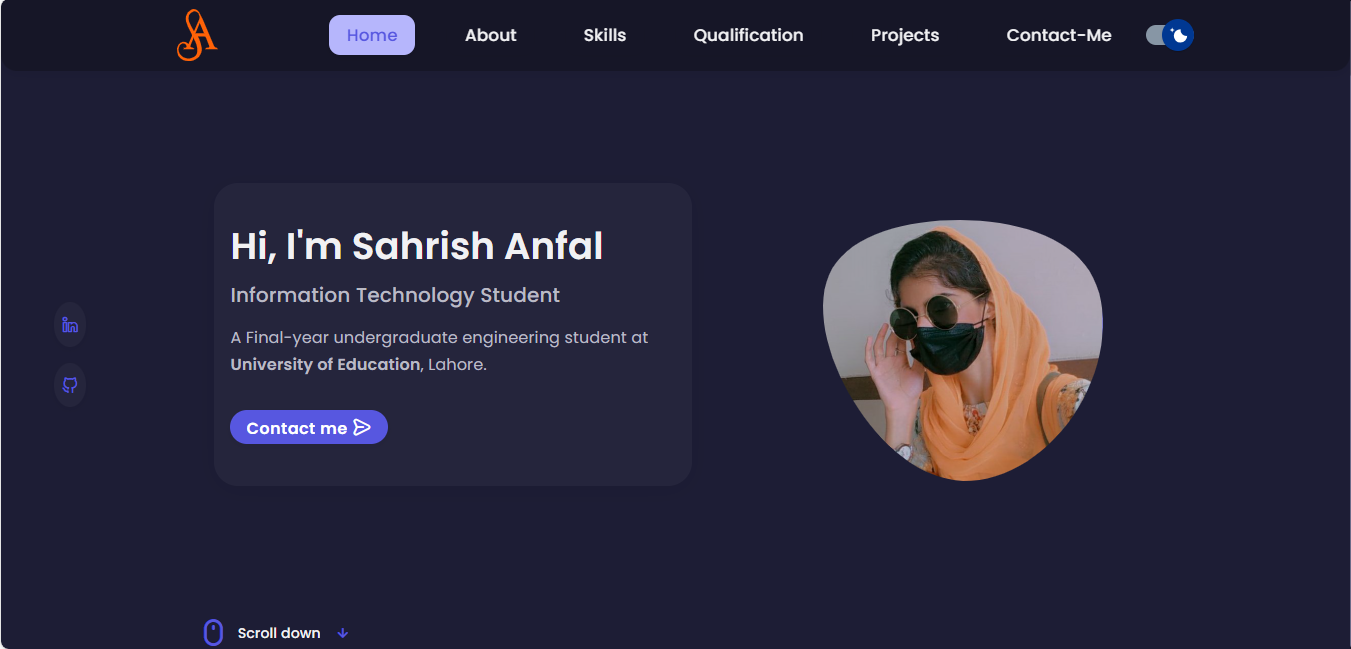 SA
Home
About
Skills
Qualification
Projects
Contact-Me
Hi, I'm Sahrish Anfal
Information Technology Student
A Final-year undergraduate engineering student at
University of Education, Lahore.
in
Contact me
Scroll down